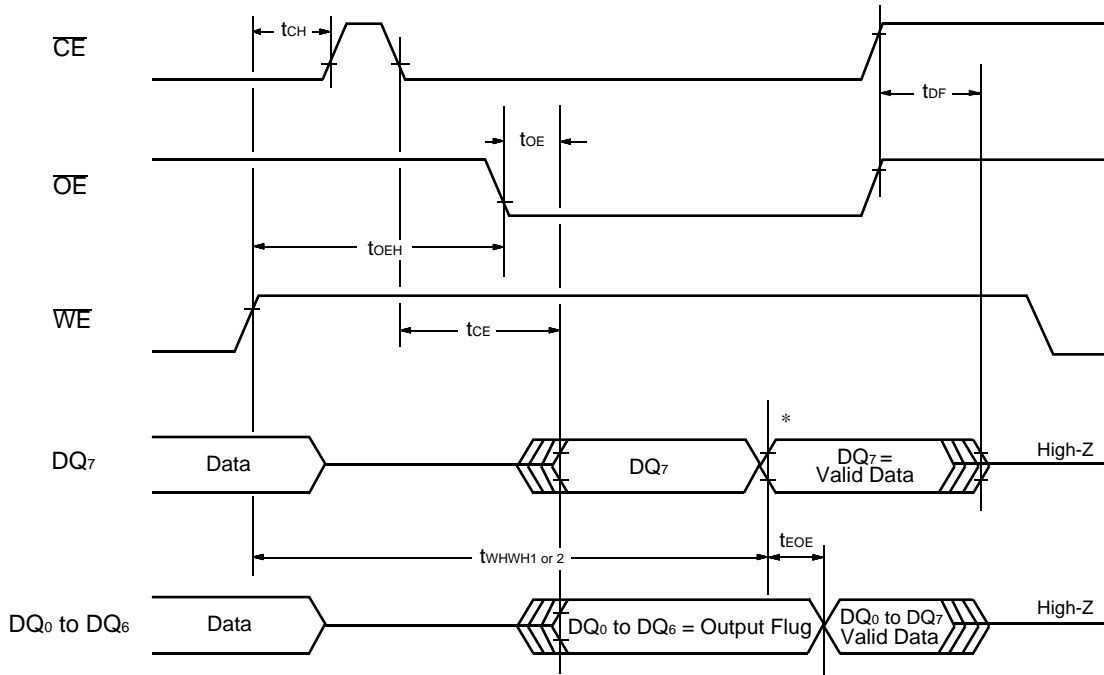 CE
tCH
tDF
OE
tOE
tOEH
WE
tCE
DQ7
Data
DQ7
*
DQ7 =
Valid Data
High-Z
tWHWH1 or 2
tEOE
DQ0 to DQ6
Data
DQ0 to DQ6 = Output Flug
DQ0 to DQ7
Valid Data
High-Z